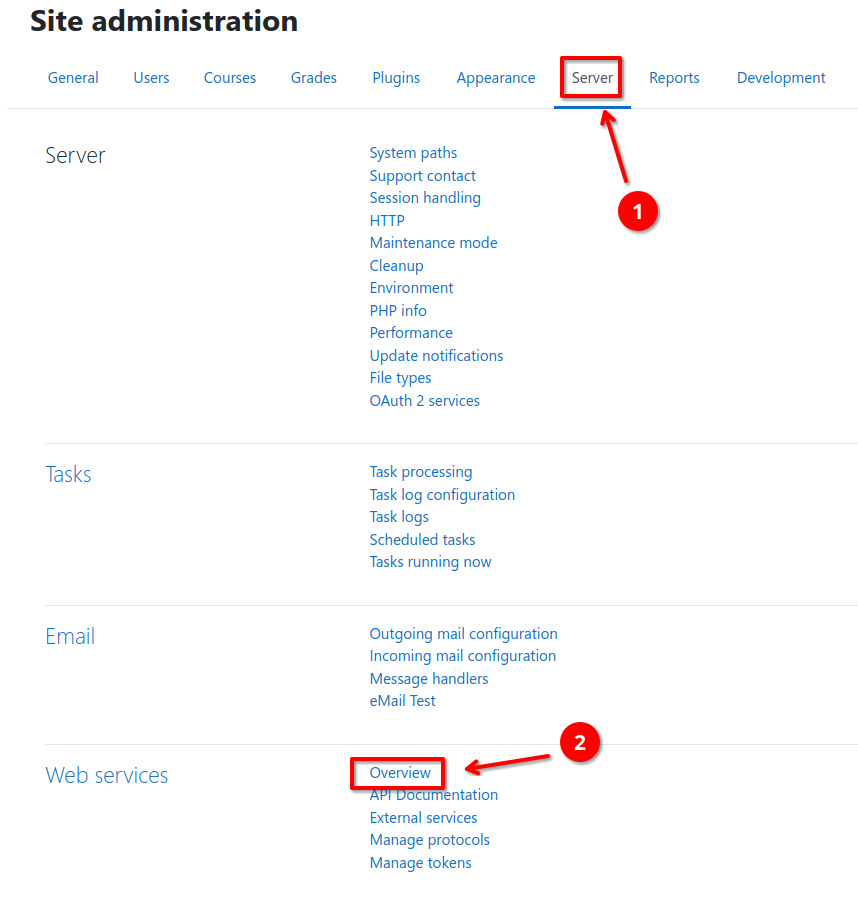 Site administration
General Users Courses Grades Plugins Appearance Server Reports Development
1
Server
System paths
Support contact
Session handling
HTTP
Maintenance mode
Cleanup
Environment
PHP info
Performance
Update notifications
File types
OAuth 2 services
Tasks
Task processing
Task log configuration
Task logs
Scheduled tasks
Tasks running now
Email
Outgoing mail configuration
Incoming mail configuration
Message handlers
eMail Test
2
Web services
Overview
API Documentation
External services
Manage protocols
Manage tokens